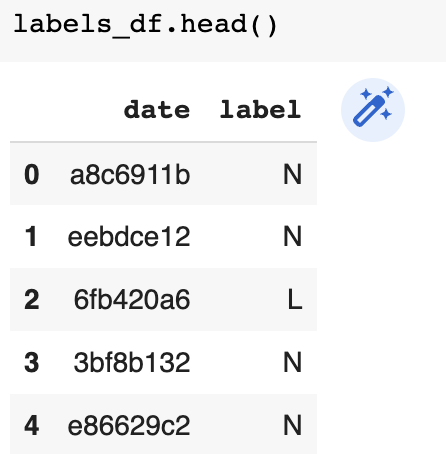 labels_df.head()
date label
0 a8c6911b N
1 eebdce12 N
2 6fb420a6 L
3 3bf8b132 N
4 e86629c2 N